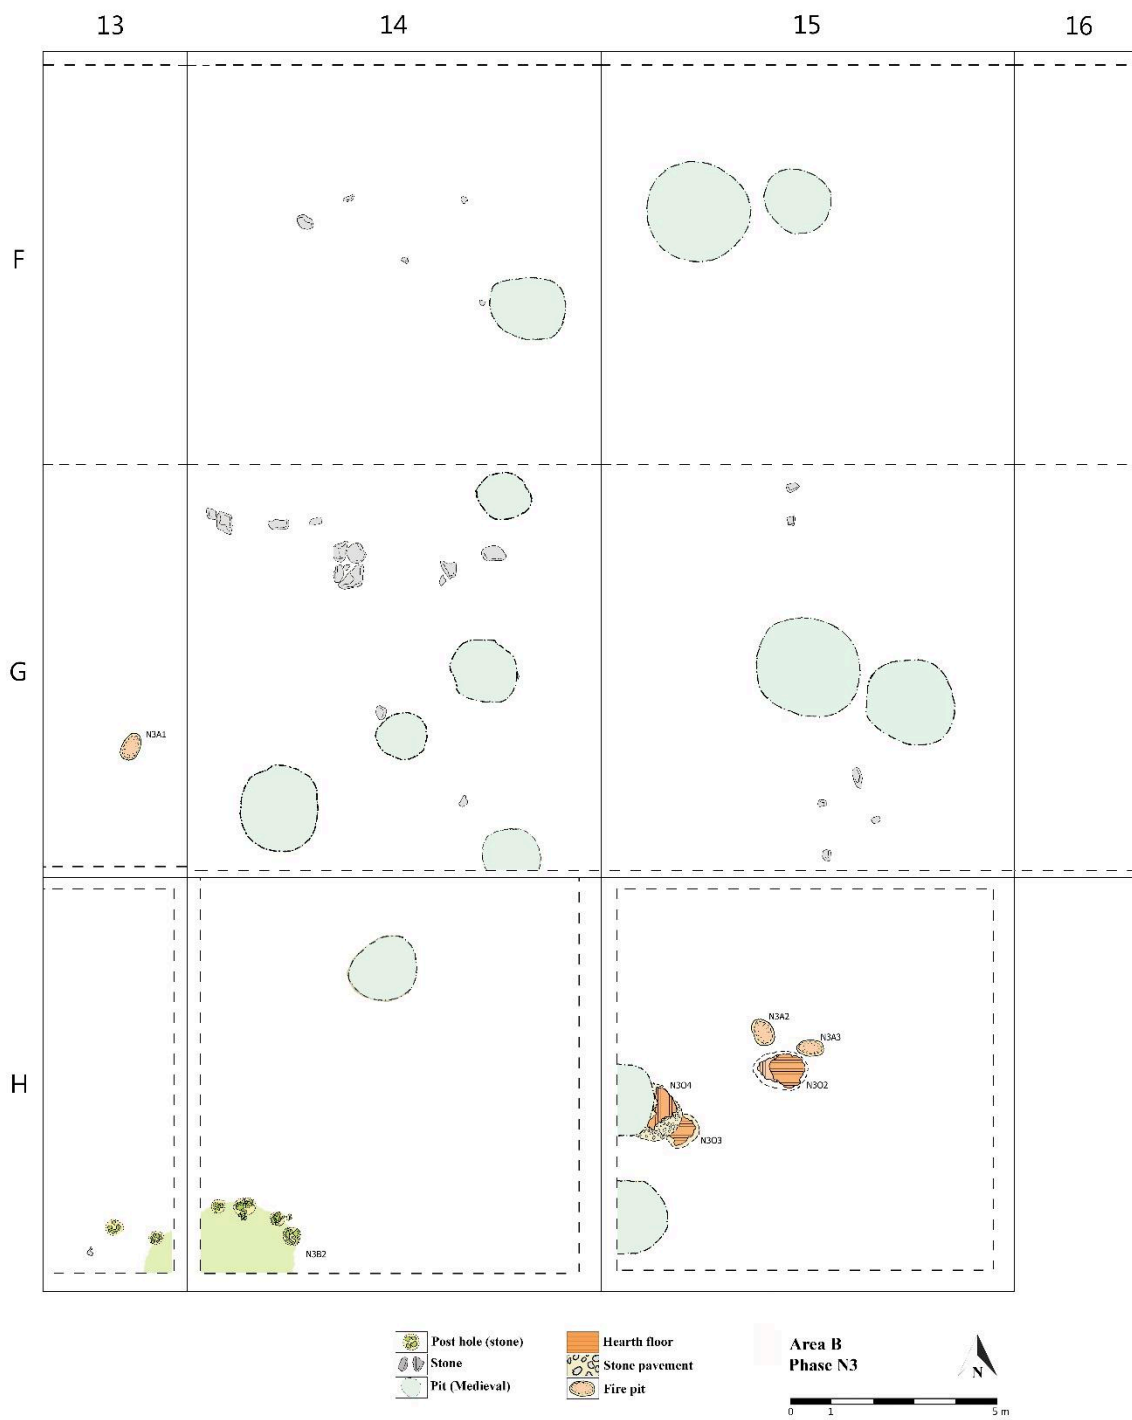 13 14 15 16
F
G
N3A1
H
N3A2
N3A3
N3O2
N3O4
N3O3
N3B2
Post hole (stone)
Stone
Pit (Medieval)
Hearth floor
Stone pavement
Fire pit
Area B
Phase N3
N
0 1 5 m